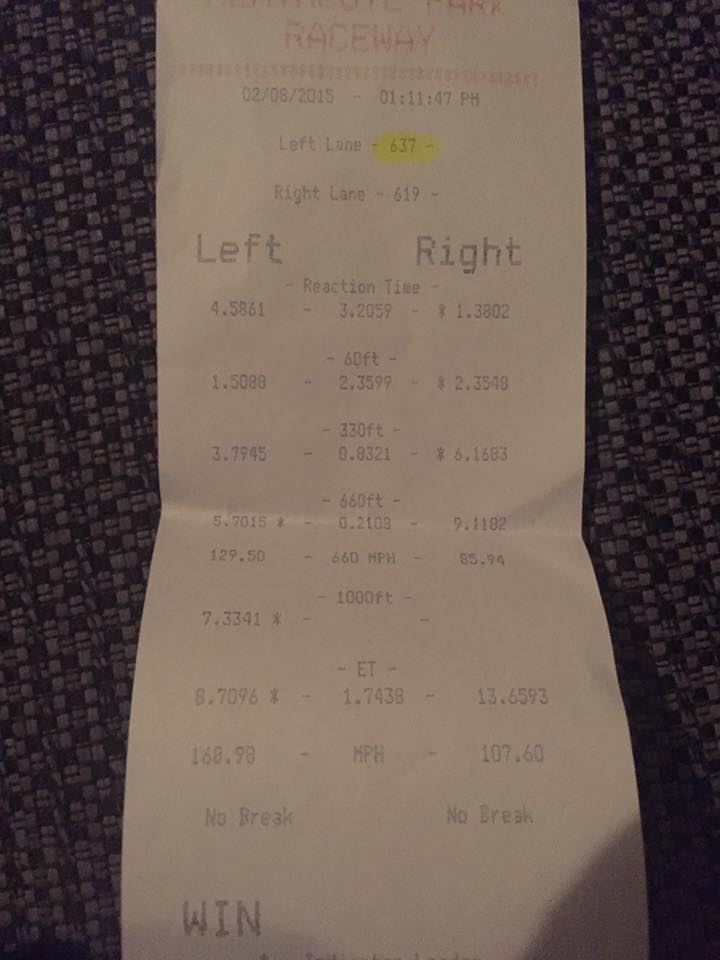 PARK
RACEWAY
02/08/2015 - 01:11:47 PM
Left Lane - 637 -
Right Lane - 619 -
Left Right
- Reaction Time -
4.5861 - 3.2059 - * 1.3802
- 60ft -
1.5088 - 2.3599 - * 2.3548
- 330ft -
3.7945 - 0.8321 - * 6.1683
- 660ft -
5.7015 * - 0.2108 - 9.1182
129.50 - 660 MPH - 85.94
- 1000ft -
7.3341 * - -
- ET -
8.7096 * - 1.7438 - 13.6593
168.98 - MPH - 107.60
No Break No Break
WIN